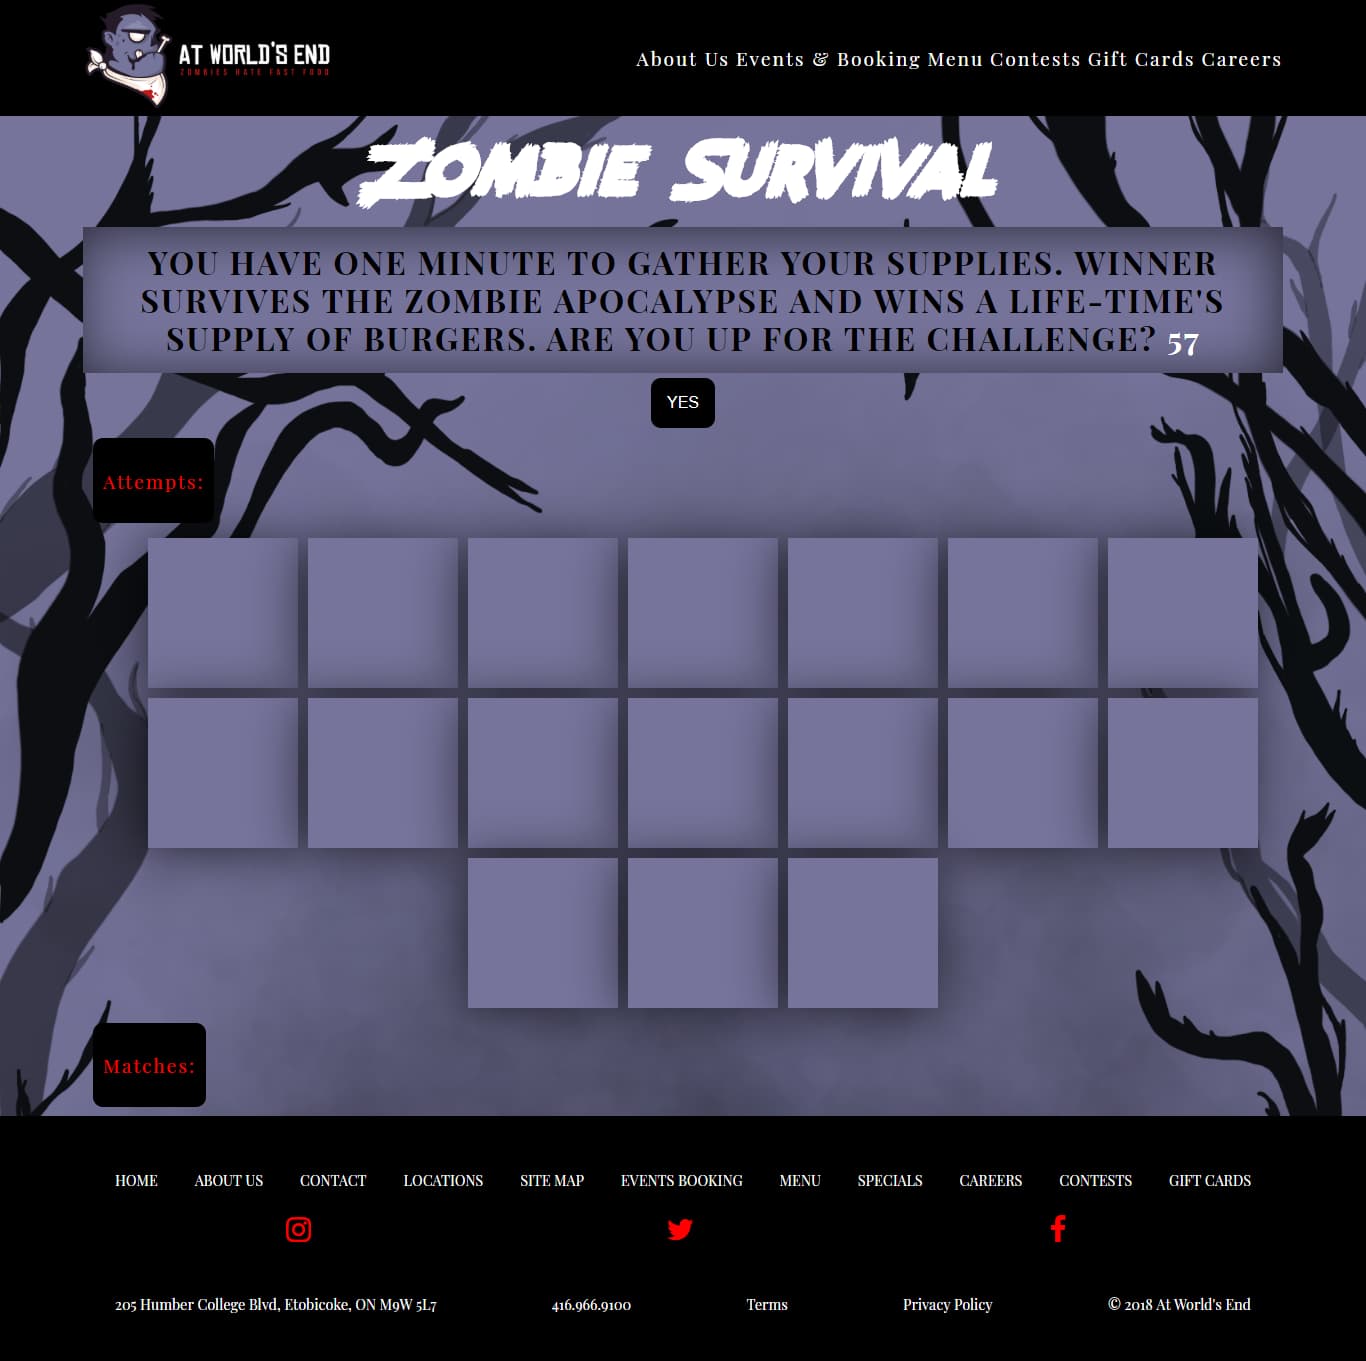 AT WORLD'S END
ZOMBIES HATE FAST FOOD
About Us Events & Booking Menu Contests Gift Cards Careers
Zombie Survival
YOU HAVE ONE MINUTE TO GATHER YOUR SUPPLIES. WINNER
SURVIVES THE ZOMBIE APOCALYPSE AND WINS A LIFE-TIME'S
SUPPLY OF BURGERS. ARE YOU UP FOR THE CHALLENGE? 57
YES
Attempts:
Matches:
HOME ABOUT US CONTACT LOCATIONS SITE MAP EVENTS BOOKING MENU SPECIALS CAREERS CONTESTS GIFT CARDS
205 Humber College Blvd, Etobicoke, ON M9W 5L7 416.966.9100 Terms Privacy Policy © 2018 At World's End